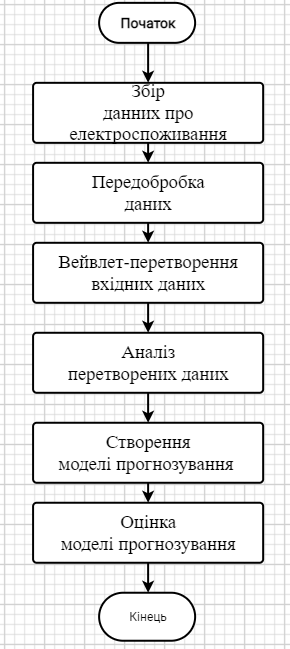 Початок
Збір
данних про
електроспоживання
Передобробка
даних
Вейвлет-перетворення
вхідних даних
Аналіз
перетворених даних
Створення
моделі прогнозування
Оцінка
моделі прогнозування
Кінець